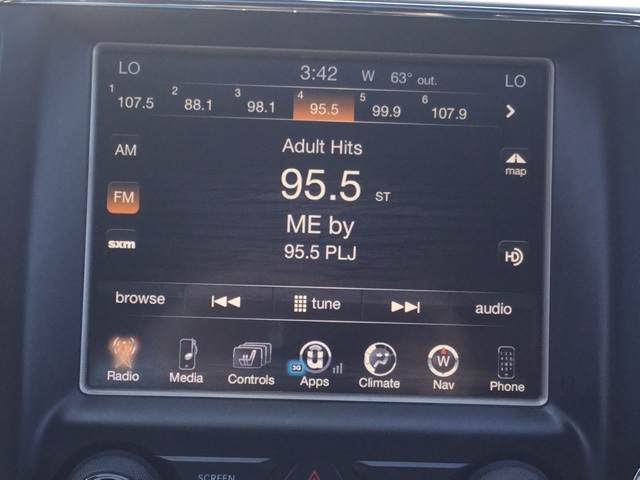 LO 3:42 W 63° out. LO
1 107.5 2 88.1 3 98.1 4 95.5 5 99.9 6 107.9
AM Adult Hits
map
FM 95.5 ST
ME by
sxm 95.5 PLJ HD
browse tune audio
3G
W
Radio Media Controls Apps Climate Nav Phone
SCREEN